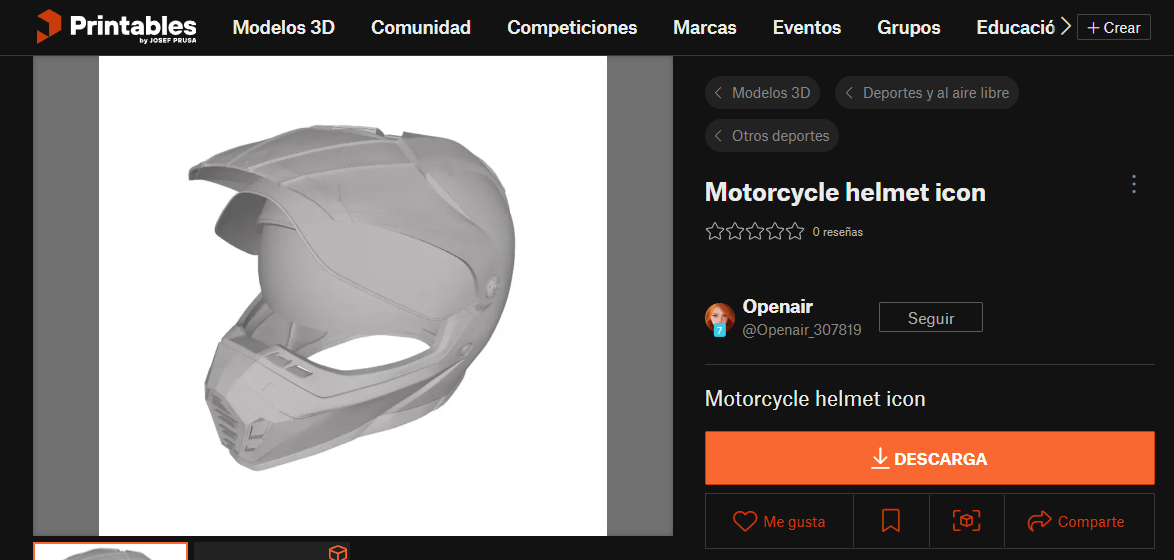 Printables
by JOSEF PRUSA
Modelos 3D
Comunidad
Competiciones
Marcas
Eventos
Grupos
Educació
+ Crear
Modelos 3D
Deportes y al aire libre
Otros deportes
Motorcycle helmet icon
0 reseñas
Openair
7
@Openair_307819
Seguir
Motorcycle helmet icon
DESCARGA
Me gusta
Comparte